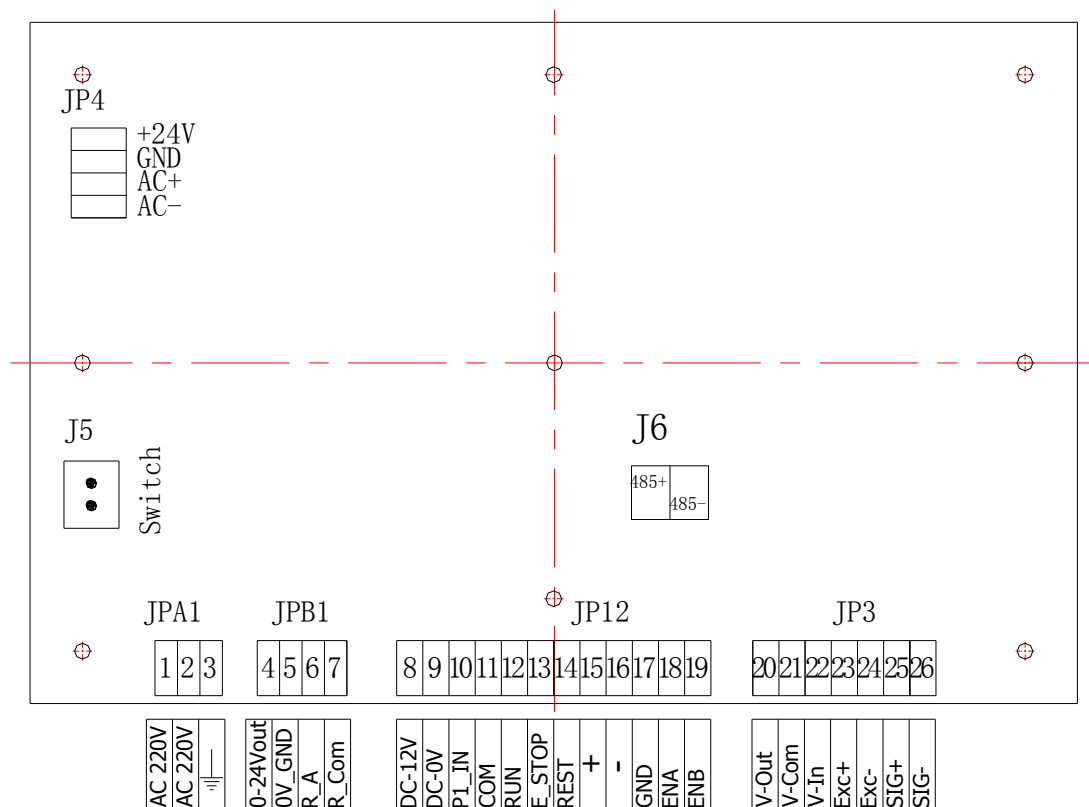 JP4
+24V
GND
AC+
AC-
J5
Switch
J6
485+
485-
JPA1
JPB1
JP12
JP3
1 2 3
4 5 6 7
8 9 10 11 12 13 14 15 16 17 18 19
20 21 22 23 24 25 26
AC 220V
AC 220V
0-24Vout
0V_GND
R_A
R_Com
DC-12V
DC-0V
P1_IN
COM
RUN
E_STOP
REST
+
-
GND
ENA
ENB
V-Out
V-Com
V-In
Exc+
Exc-
SIG+
SIG-